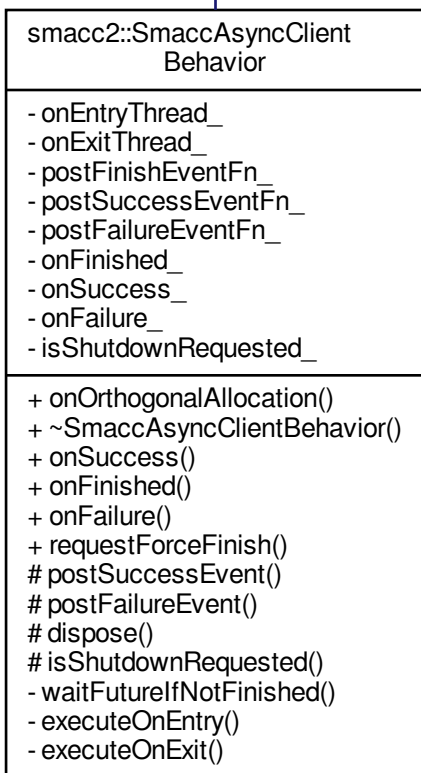 smacc2::SmaccAsyncClient
Behavior
- onEntryThread_
- onExitThread_
- postFinishEventFn_
- postSuccessEventFn_
- postFailureEventFn_
- onFinished_
- onSuccess_
- onFailure_
- isShutdownRequested_
+ onOrthogonalAllocation()
+ ~SmaccAsyncClientBehavior()
+ onSuccess()
+ onFinished()
+ onFailure()
+ requestForceFinish()
# postSuccessEvent()
# postFailureEvent()
# dispose()
# isShutdownRequested()
- waitFutureIfNotFinished()
- executeOnEntry()
- executeOnExit()